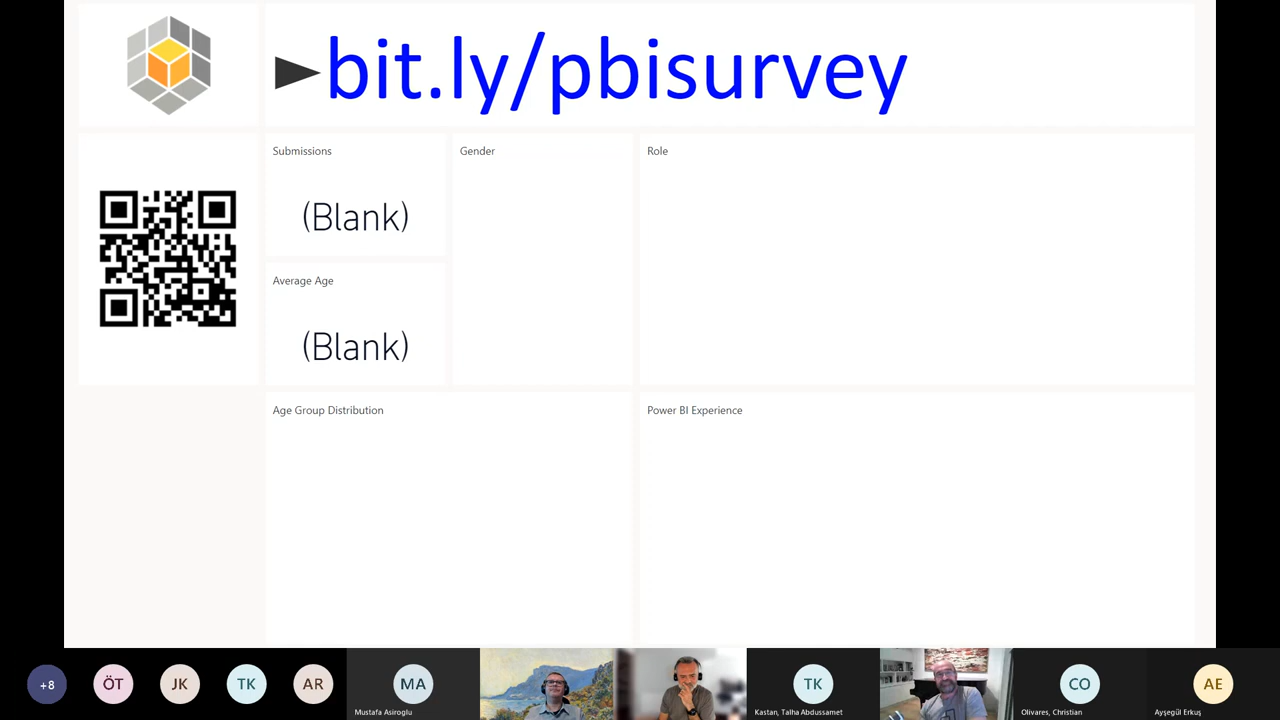 ►bit.ly/pbisurvey
Submissions
(Blank)
Gender
Role
Average Age
(Blank)
Age Group Distribution
Power BI Experience
+8
ÖT
JK
TK
AR
MA
Mustafa Asiroglu
TK
Kastan, Talha Abdussamet
CO
Olivares, Christian
AE
Ayşegül Erkuş